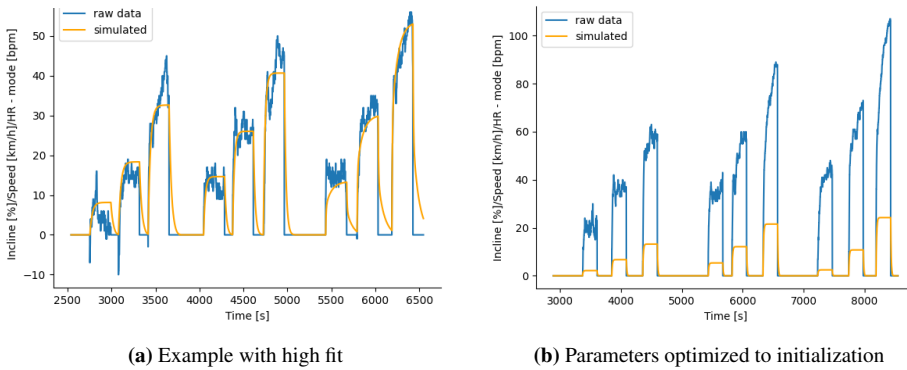 raw data
simulated
Incline [%]/Speed [km/h]/HR - mode [bpm]
50
40
30
20
10
0
−10
2500 3000 3500 4000 4500 5000 5500 6000 6500
Time [s]
(a) Example with high fit
raw data
simulated
Incline [%]/Speed [km/h]/HR - mode [bpm]
100
80
60
40
20
0
3000 4000 5000 6000 7000 8000
Time [s]
(b) Parameters optimized to initialization